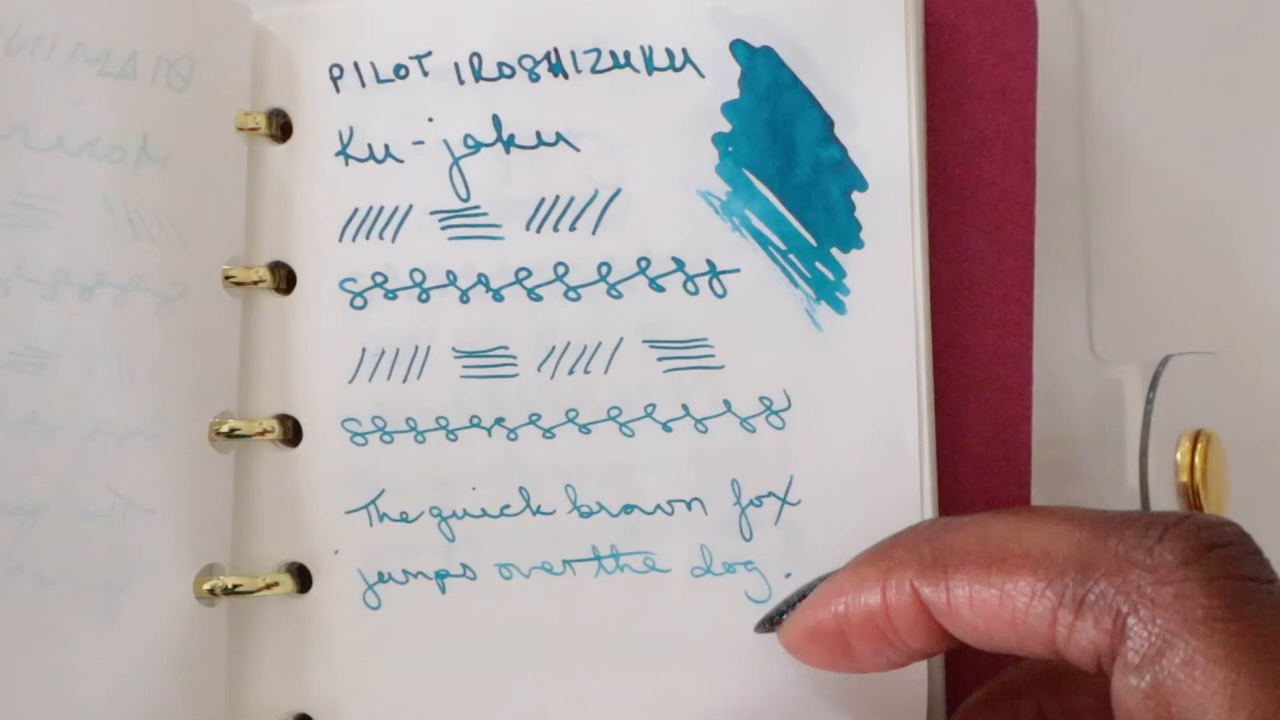 PILOT IROSHIZUKU
Ku-jaku
The quick brown fox
jumps over the dog.